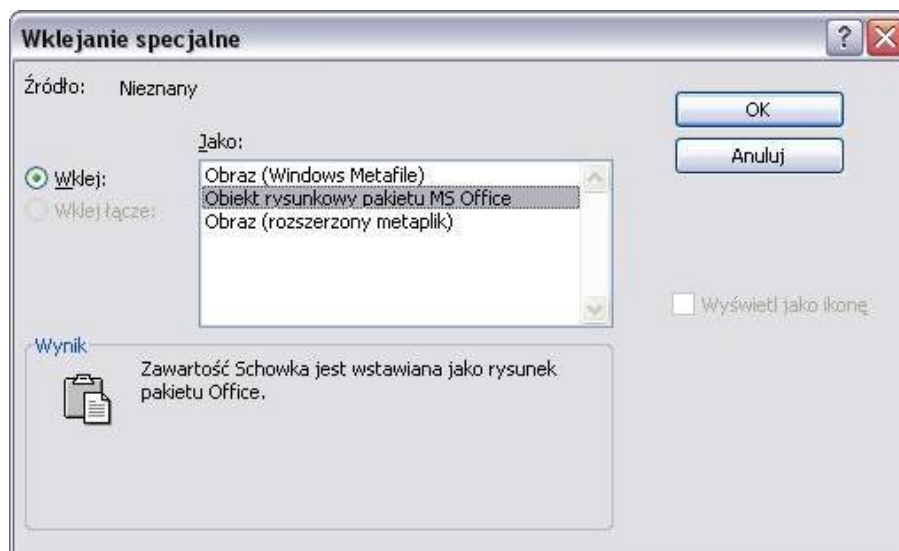 Wklejanie specjalne
?
Źródło: Nieznany
OK
Anuluj
Jako:
Wklej:
Wklej łącze:
Obraz (Windows Metafile)
Obiekt rysunkowy pakietu MS Office
Obraz (rozszerzony metaplik)
Wyświetl jako ikonę
Wynik
Zawartość Schowka jest wstawiana jako rysunek
pakietu Office.